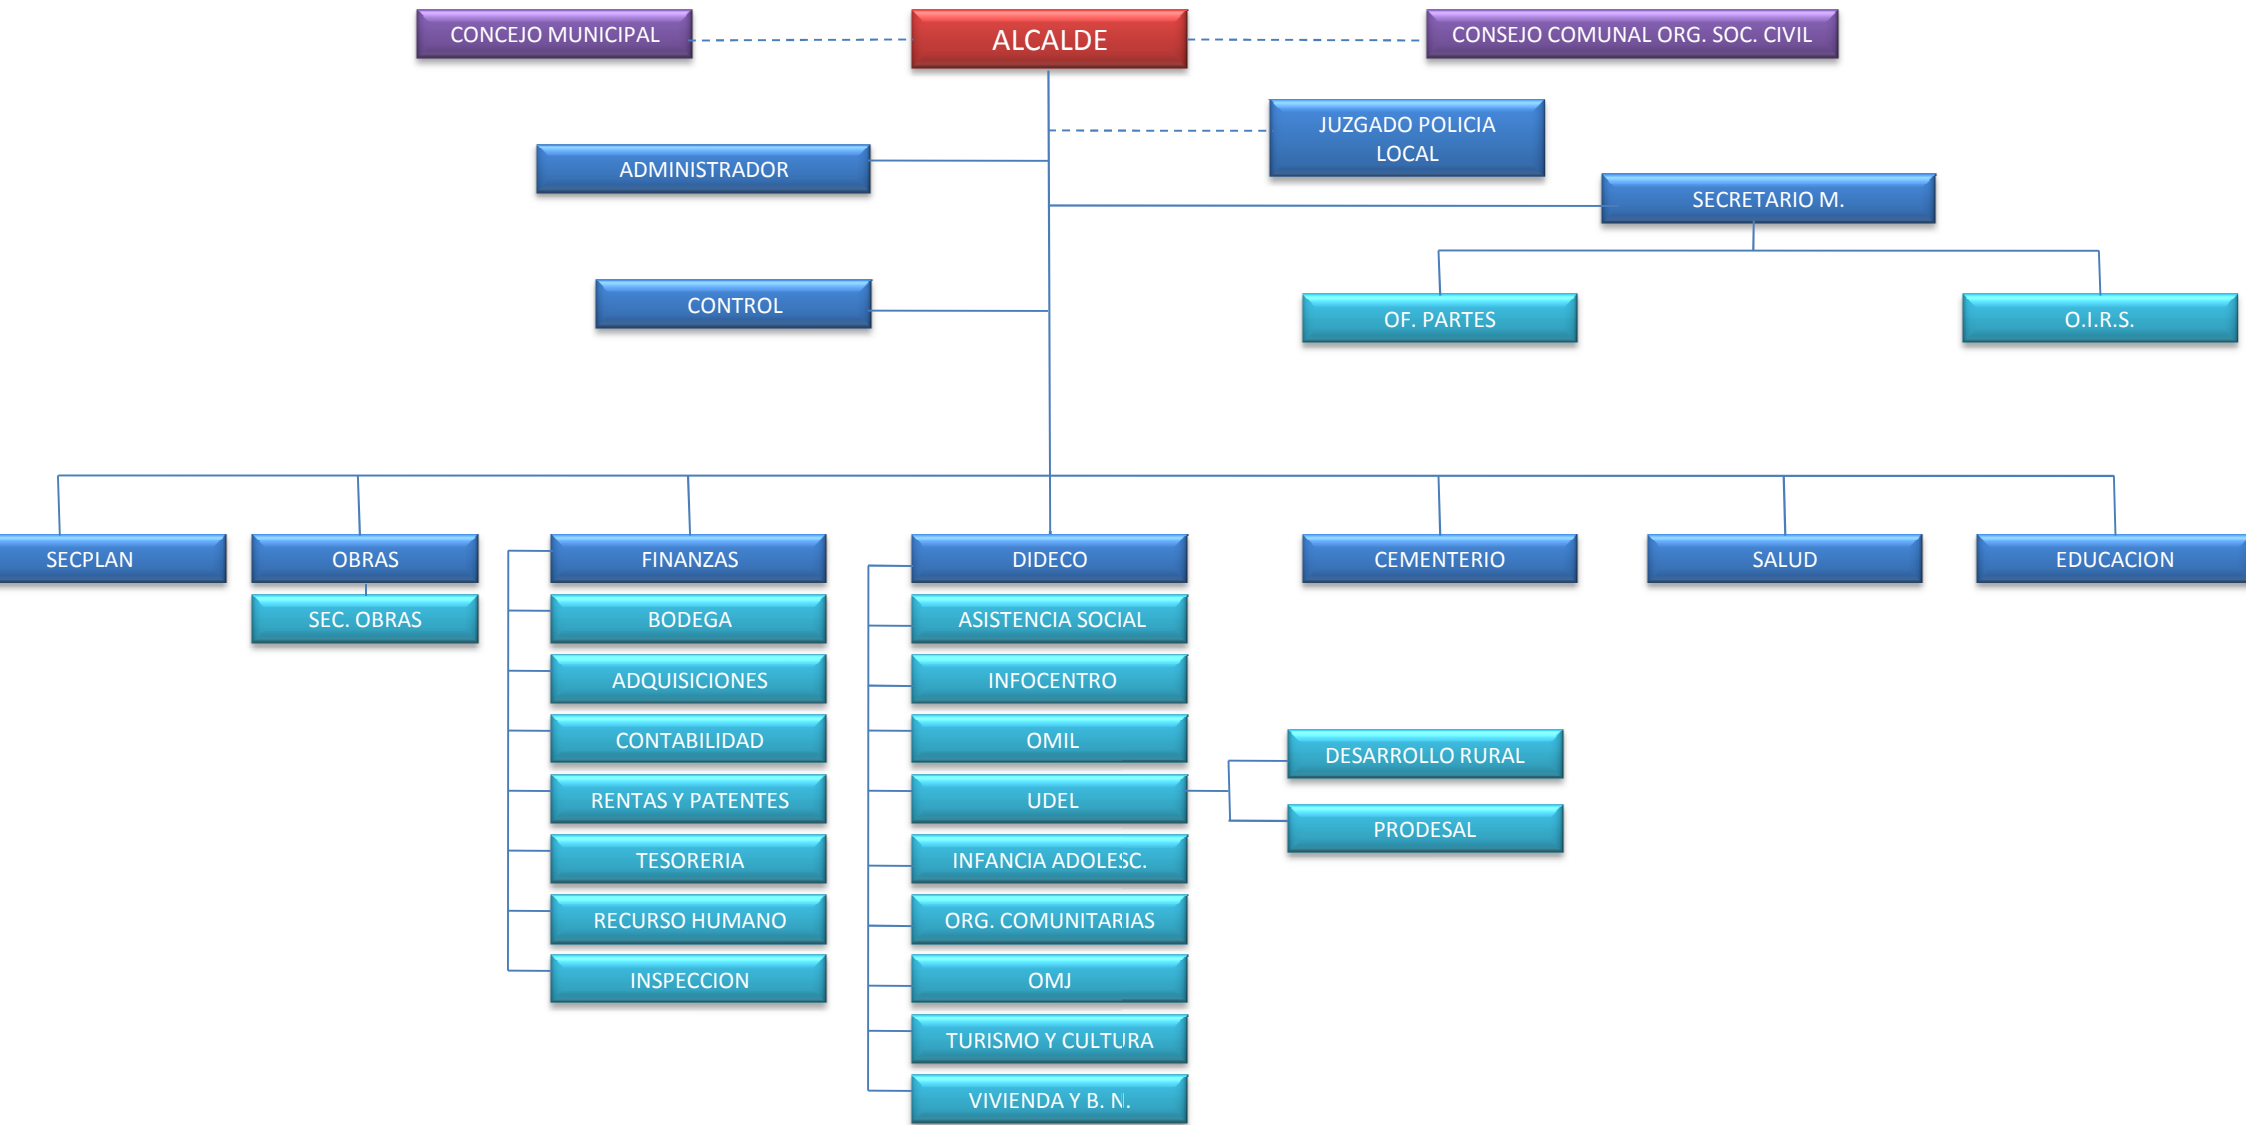 CONCEJO MUNICIPAL
ALCALDE
CONSEJO COMUNAL ORG. SOC. CIVIL
JUZGADO POLICIA
LOCAL
ADMINISTRADOR
SECRETARIO M.
CONTROL
OF. PARTES
O.I.R.S.
SECPLAN
OBRAS
FINANZAS
DIDECO
CEMENTERIO
SALUD
EDUCACION
SEC. OBRAS
BODEGA
ADQUISICIONES
CONTABILIDAD
RENTAS Y PATENTES
TESORERIA
RECURSO HUMANO
INSPECCION
ASISTENCIA SOCIAL
INFOCENTRO
OMIL
UDEL
INFANCIA ADOLESC.
ORG. COMUNITARIAS
OMJ
TURISMO Y CULTURA
VIVIENDA Y B. N.
DESARROLLO RURAL
PRODESAL